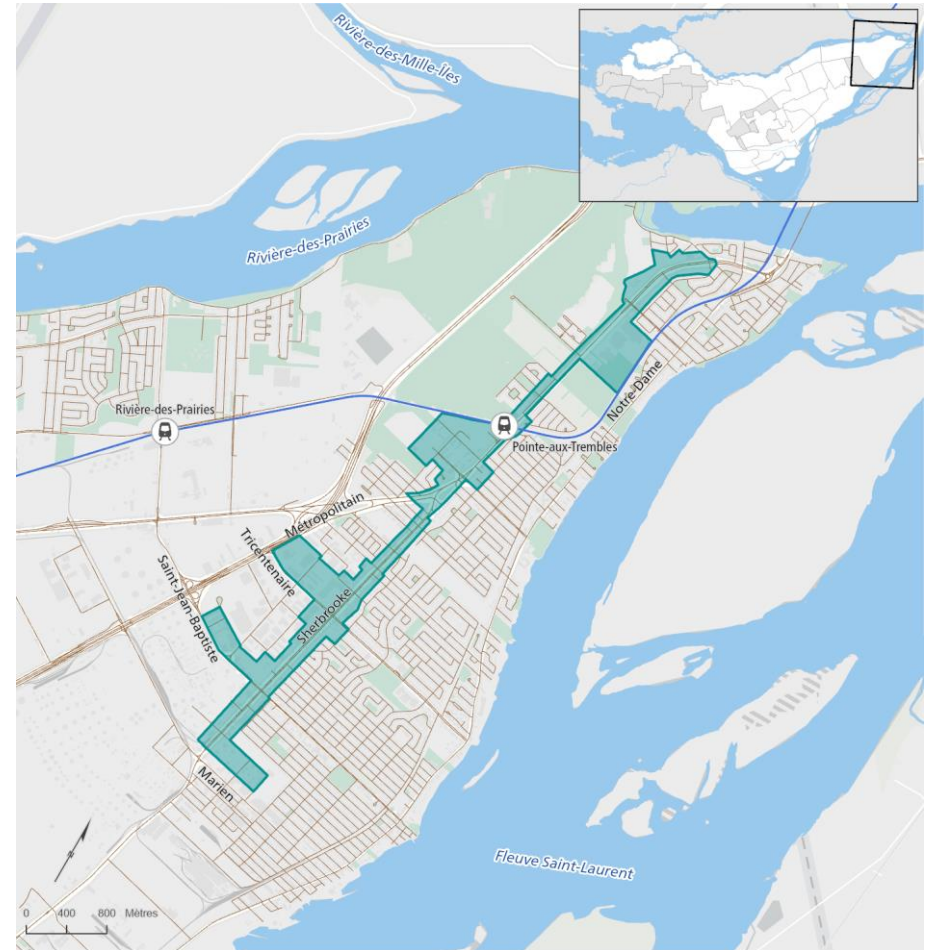 Rivière-des-Mille-Îles
Rivière-des-Prairies
Rivière-des-Prairies
Notre-Dame
Pointe-aux-Trembles
Métropolitain
Tricentenaire
Saint-Jean-Baptiste
Sherbrooke
Marien
Fleuve Saint-Laurent
N
0 400 800 Mètres